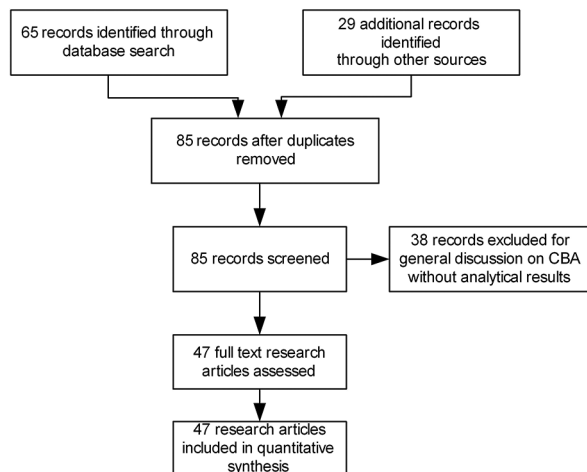 65 records identified through
database search
29 additional records
identified
through other sources
85 records after duplicates
removed
85 records screened
38 records excluded for
general discussion on CBA
without analytical results
47 full text research
articles assessed
47 research articles
included in quantitative
synthesis